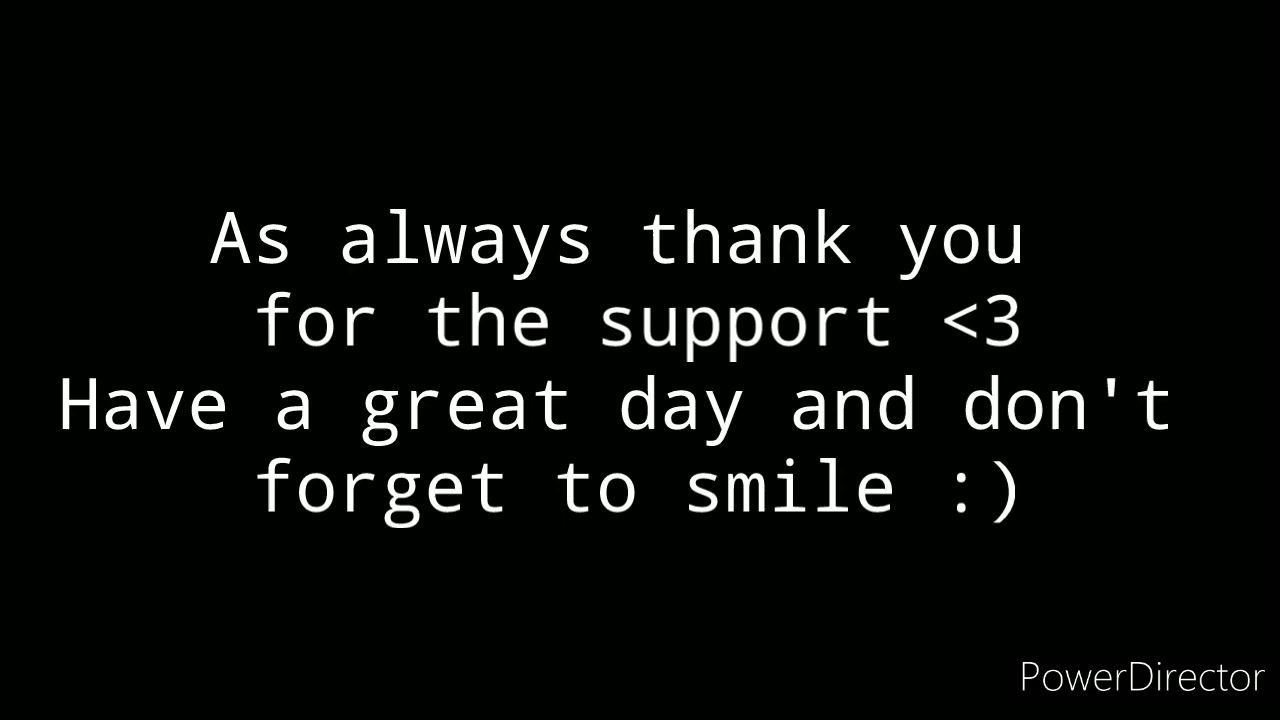 As always thank you
for the support <3
Have a great day and don't
forget to smile :)
PowerDirector